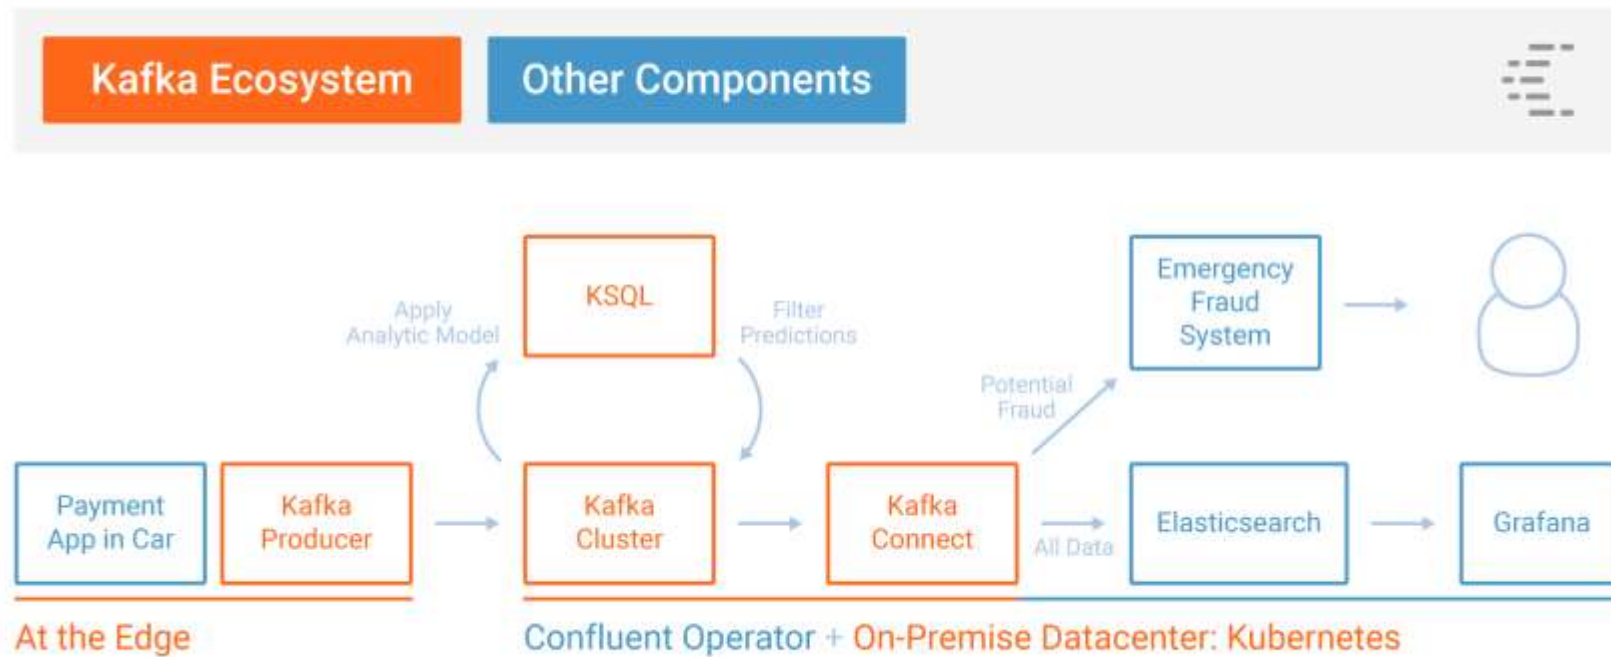 Kafka Ecosystem
Other Components
Apply
Analytic Model
KSQL
Filter
Predictions
Emergency
Fraud
System
Potential
Fraud
Payment
App in Car
Kafka
Producer
Kafka
Cluster
Kafka
Connect
All Data
Elasticsearch
Grafana
At the Edge
Confluent Operator + On-Premise Datacenter: Kubernetes